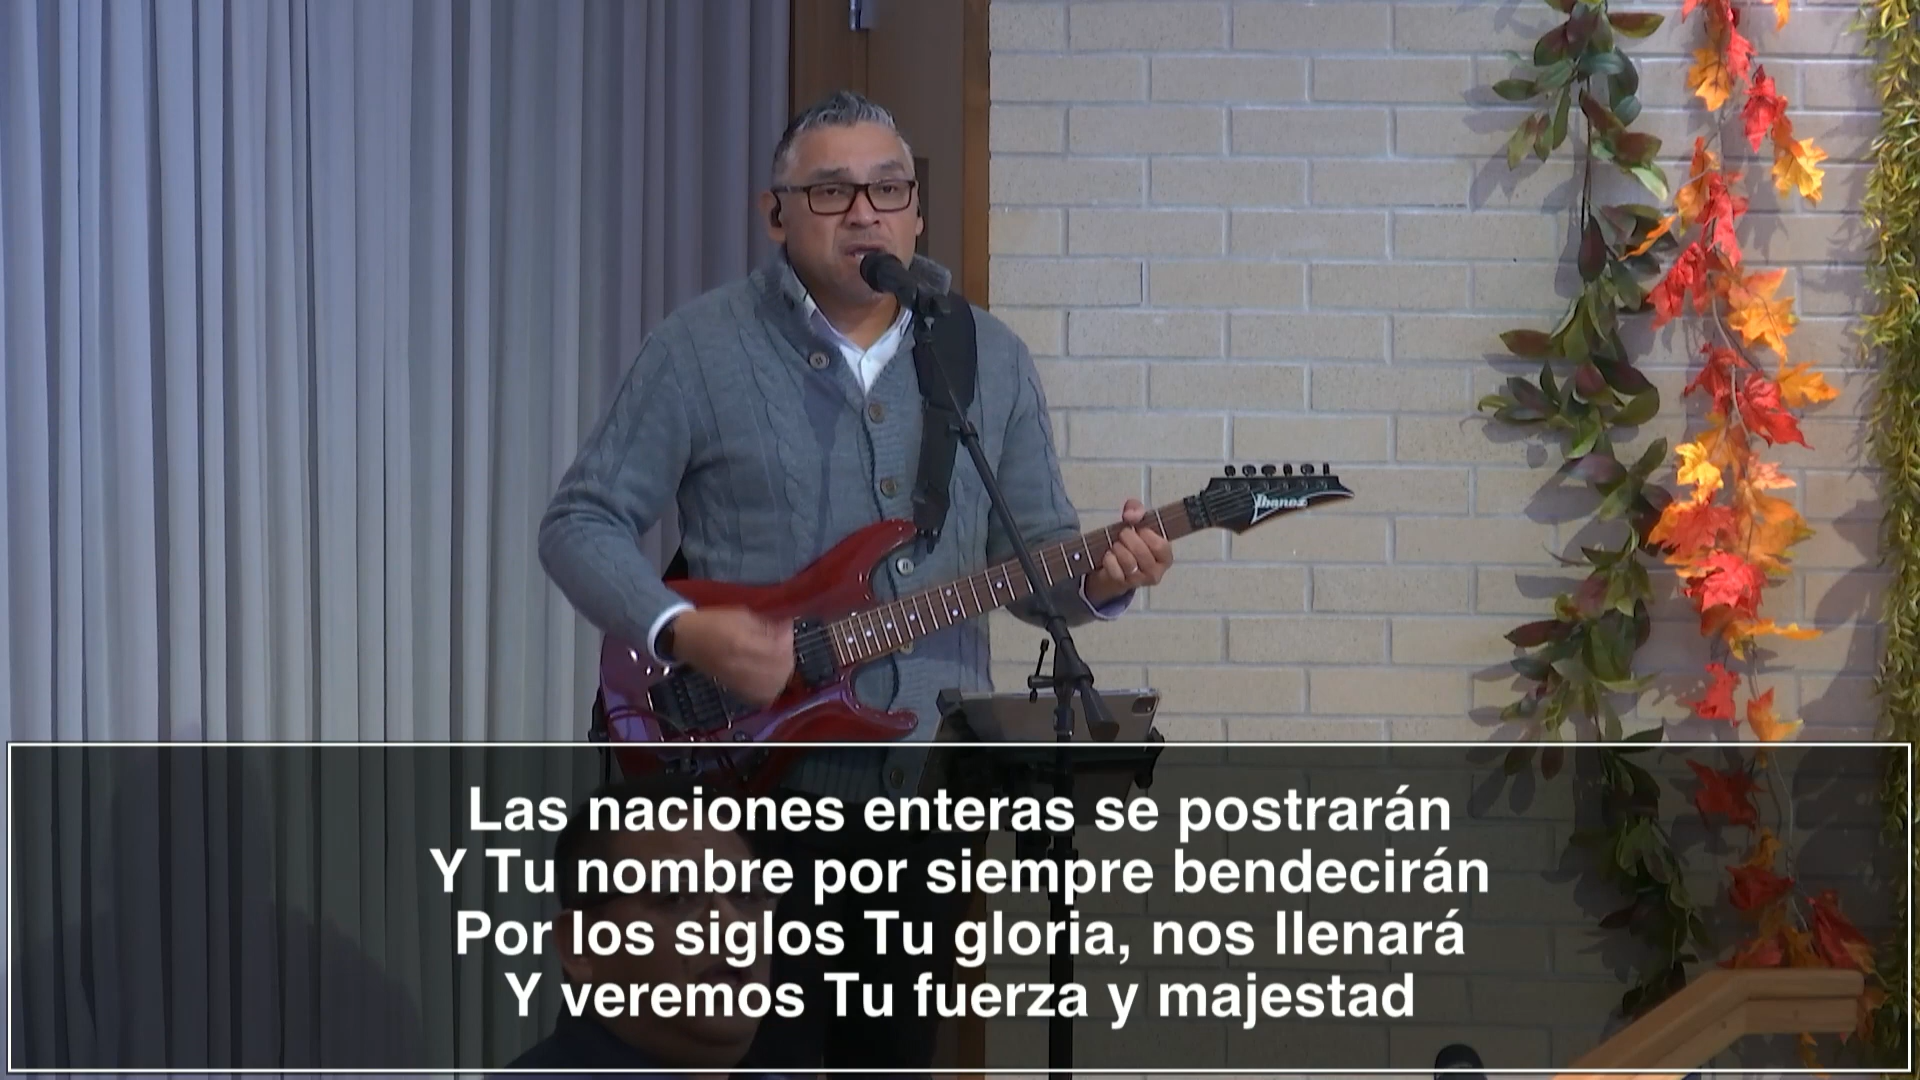 Ibanez
Las naciones enteras se postrarán
Y Tu nombre por siempre bendecirán
Por los siglos Tu gloria, nos llenará
Y veremos Tu fuerza y majestad